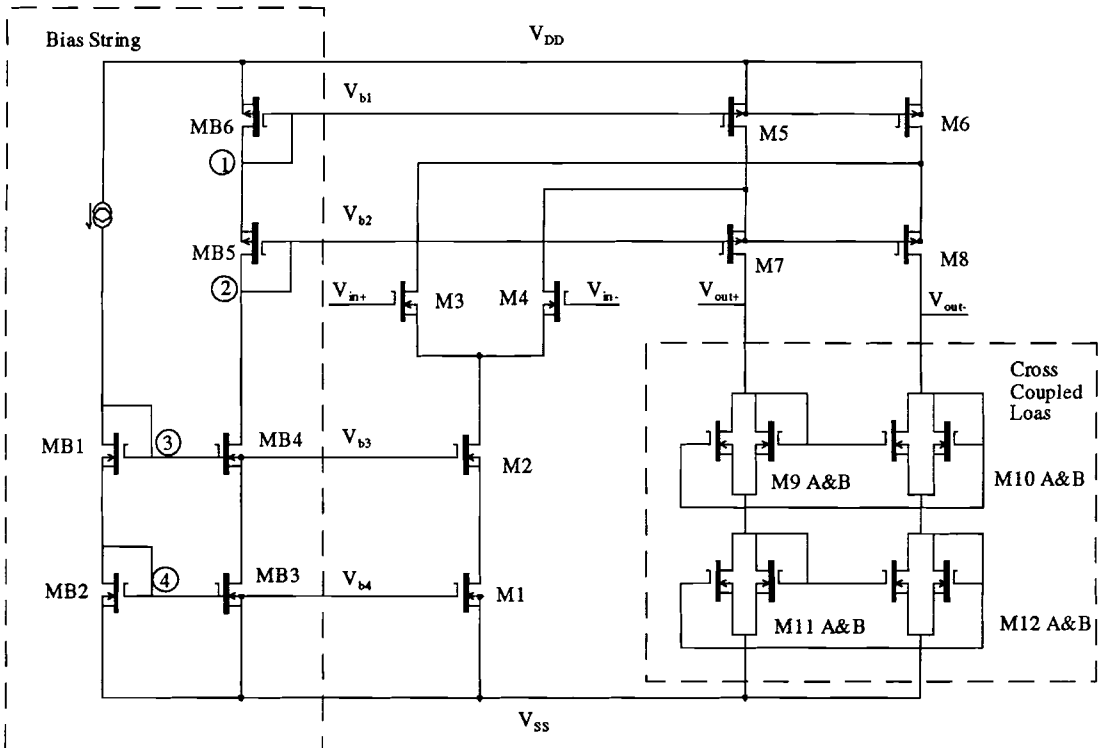 Bias String
V_DD
V_b1
MB6
M5
M6
1
V_b2
MB5
M7
M8
2
V_in+
M3
M4
V_in-
V_out+
V_out-
Cross
Coupled
Loas
MB1
3
MB4
V_b3
M2
M9 A&B
M10 A&B
MB2
4
MB3
V_b4
M1
M11 A&B
M12 A&B
V_SS